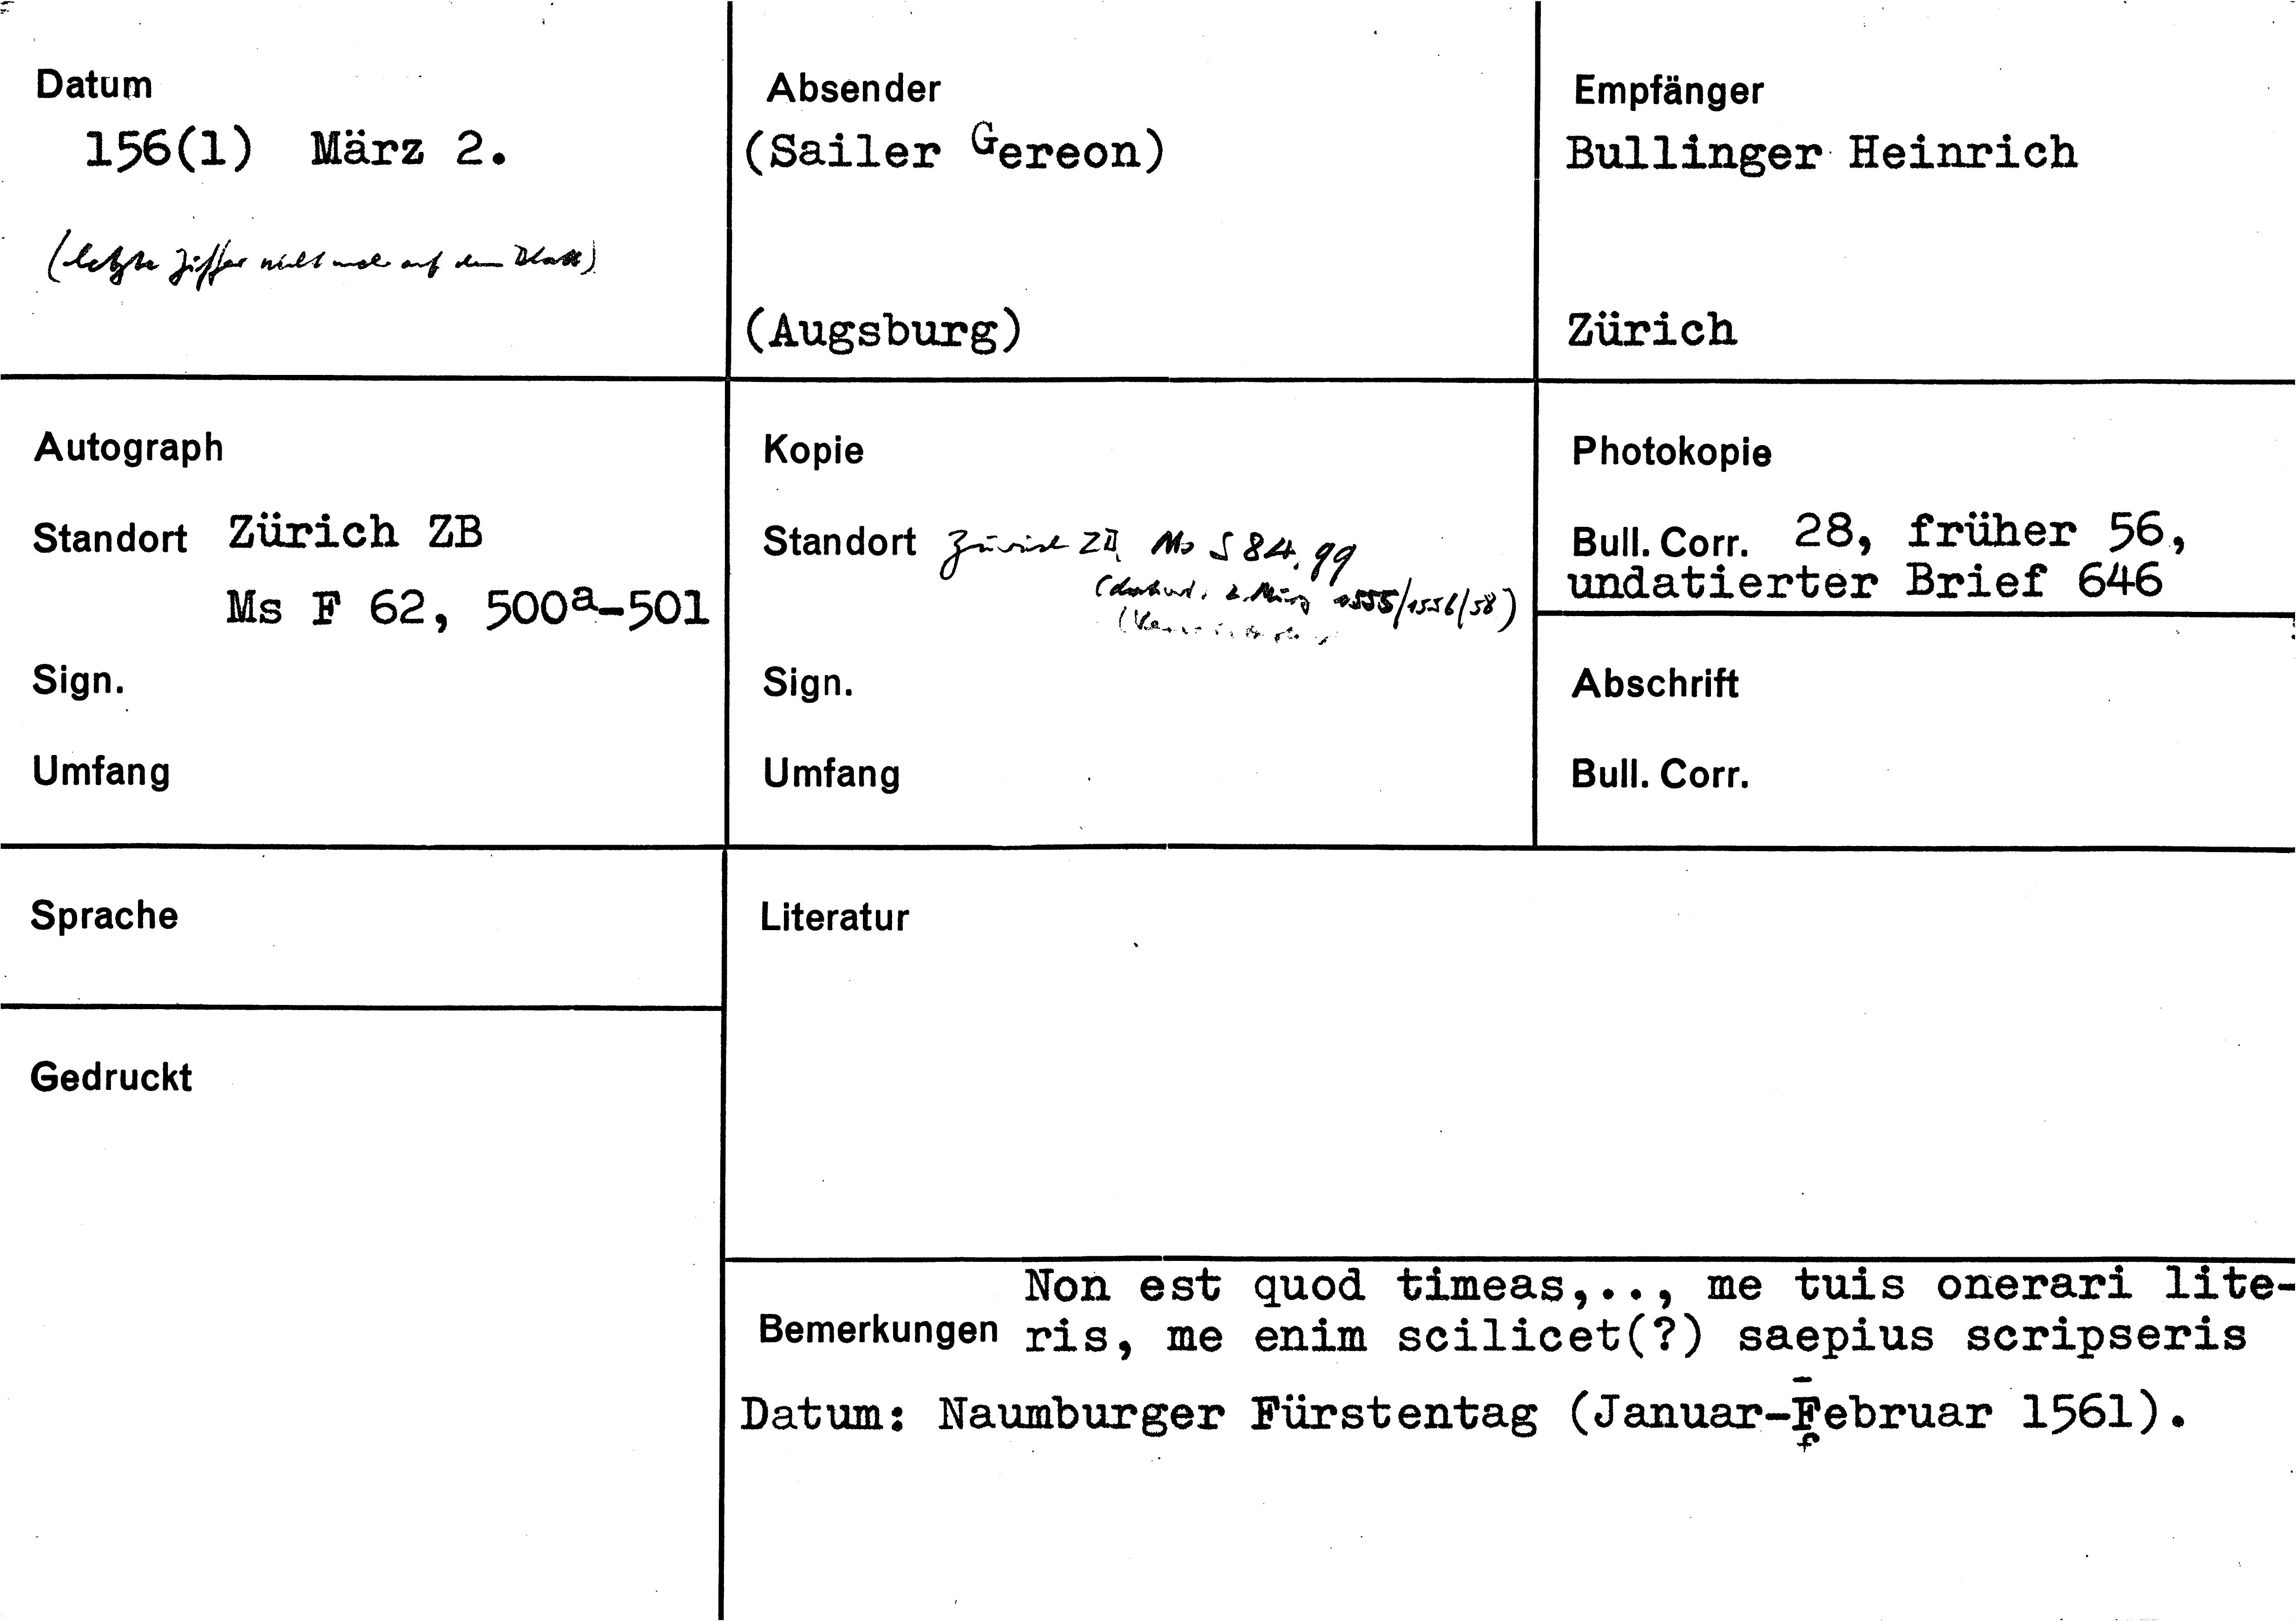 Datum
156(1) März 2.
(letzte Ziffer nicht mehr auf dem Blatt)
Absender
(Sailer Gereon)
(Augsburg)
Empfänger
Bullinger Heinrich
Zürich
Autograph
Standort Zürich ZB
Ms F 62, 500a-501
Sign.
Umfang
Kopie
Standort Zürich ZB, Ms S 84, 99
2. März 1555/1556/58)
Sign.
Umfang
Photokopie
Bull. Corr. 28, früher 56,
undatierter Brief 646
Abschrift
Bull. Corr.
Sprache
Gedruckt
Literatur
Bemerkungen
Non est quod timeas,.., me tuis onerari lite-
ris, me enim scilicet(?) saepius scripseris
Datum: Naumburger Fürstentag (Januar-Februar 1561).